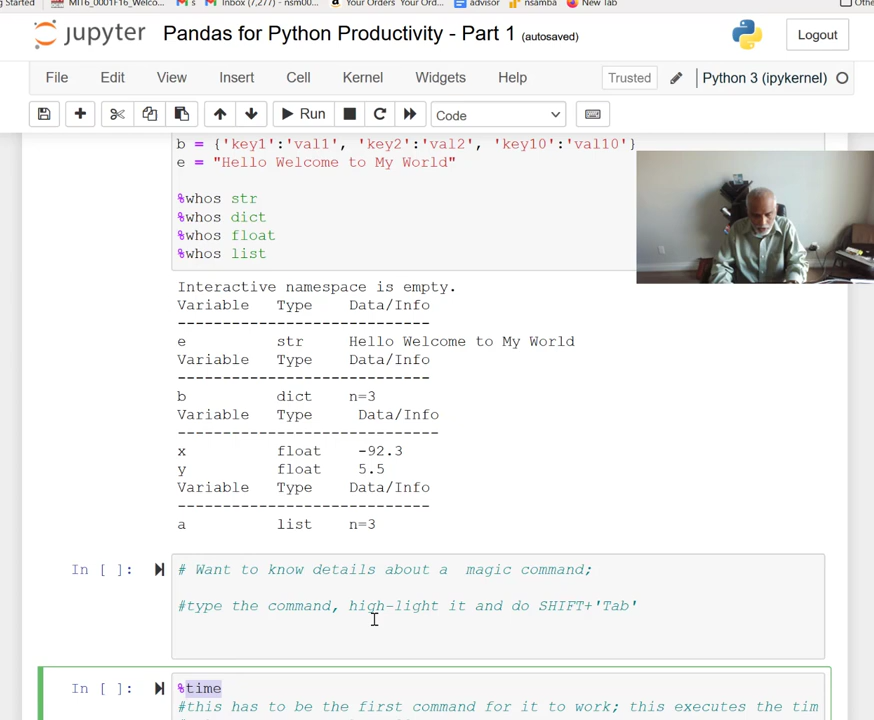 ng Started MIT6_0001F16_Welco... s Inbox (7,277) - nsm00... Your Orders Your Ord... advisor nsamba New Tab Othe
jupyter Pandas for Python Productivity - Part 1 (autosaved) Logout
File Edit View Insert Cell Kernel Widgets Help Trusted Python 3 (ipykernel)
Run Code
b = {'key1':'val1', 'key2':'val2', 'key10':'val10'}
e = "Hello Welcome to My World"
%whos str
%whos dict
%whos float
%whos list
Interactive namespace is empty.
Variable Type Data/Info
----------------------------
e str Hello Welcome to My World
Variable Type Data/Info
----------------------------
b dict n=3
Variable Type Data/Info
-----------------------------
x float -92.3
y float 5.5
Variable Type Data/Info
----------------------------
a list n=3
In [ ]: # Want to know details about a magic command;
#type the command, high-light it and do SHIFT+'Tab'
In [ ]: %time
#this has to be the first command for it to work; this executes the tim